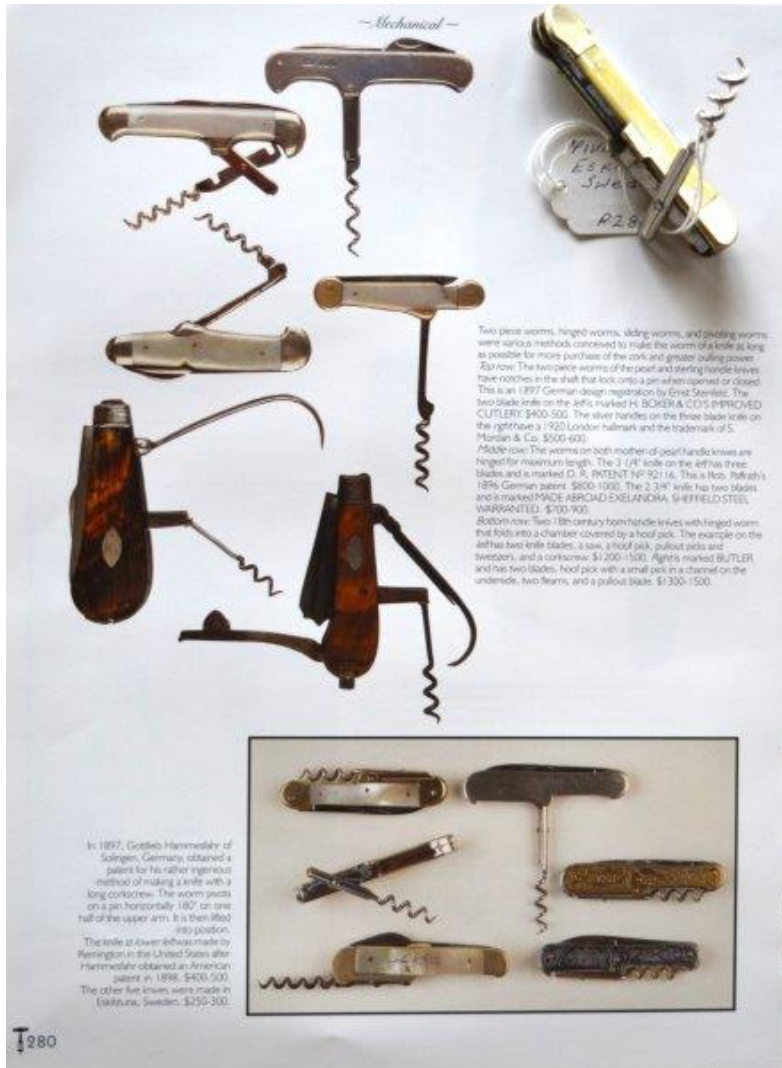 ~Mechanical~
ESK
Swe
P.28
Two piece worms, hinged worms, sliding worms, and pivoting worms
were various methods conceived to make the worm of a knife as long
as possible for more purchase of the cork and greater pulling power.
Top row: The two piece worms of the pearl and sterling handle knives
have notches in the shaft that lock onto a pin when opened or closed.
This is an 1897 German design registration by Ernst Steinfeld. The
two blade knife on the left is marked H. BOKER & CO'S IMPROVED
CUTLERY. $400-500. The silver handles on the three blade knife on
the right have a 1920 London hallmark and the trademark of S.
Mordan & Co. $500-600.
Middle row: The worms on both mother of pearl handle knives are
hinged for maximum length. The 3 1/4" knife on the left has three
blades and is marked D. R. PATENT Nº 92116. This is Rob.
1896 German patent. $800-1000. The 2 3/4" knife has two blades
and is marked MADE ABROAD EXELANDRA SHEFFIELD STEEL
WARRANTED. $700-900.
Bottom row: Two 18th century horn handle knives with hinged worm
that folds into a chamber covered by a hoof pick. The example on the
left has two knife blades, a saw, a hoof pick, pullout picks and
tweezers, and a corkscrew. $1200-1500. Right is marked BUTLER
and has two blades, hoof pick with a small pick in a channel on the
underside, two fleams, and a pullout blade. $1300-1500.
In 1897, Gottlieb Hammesfahr of
Solingen, Germany, obtained a
patent for his rather ingenious
method of making a knife with a
long corkscrew. The worm pivots
on a pin horizontally 180° on one
half of the upper arm. It is then lifted
into position.
The knife at lower left was made by
Remington in the United States after
Hammesfahr obtained an American
patent in 1898. $400-500.
The other five knives were made in
Eskilstuna, Sweden. $250-300.
280